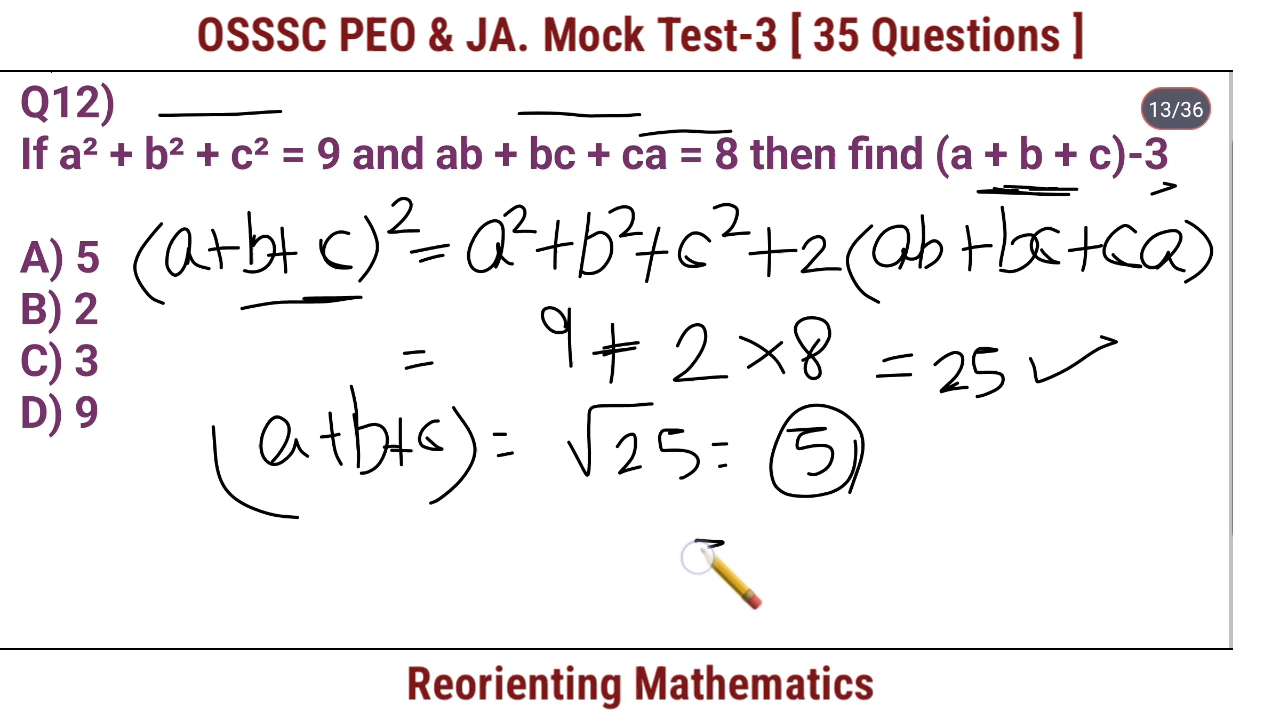 OSSSC PEO & JA. Mock Test-3 [ 35 Questions ]
Q12)
13/36
If a² + b² + c² = 9 and ab + bc + ca = 8 then find (a + b + c)-3
(a+b+c)² = a²+b²+c²+2(ab+bc+ca)
A) 5
B) 2
= 9+2×8 = 25 ✓
C) 3
D) 9
(a+b+c) = √25 = 5
Reorienting Mathematics